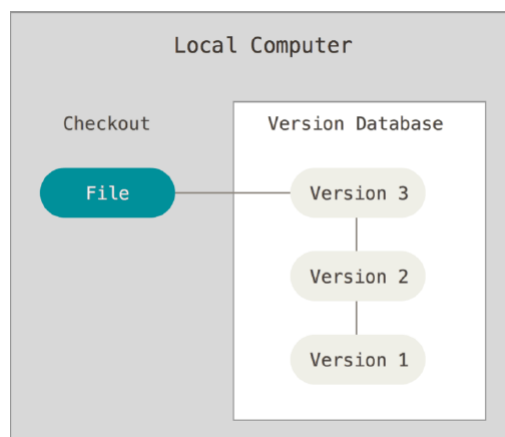 Local Computer
Checkout
Version Database
File
Version 3
Version 2
Version 1